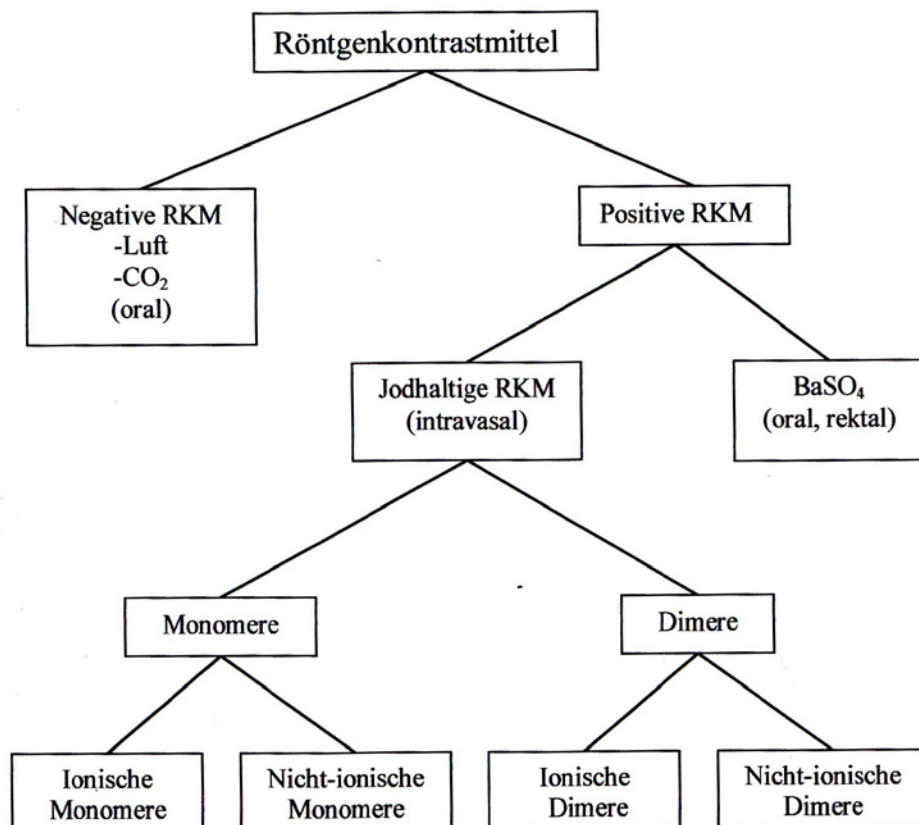 Röntgenkontrastmittel
Negative RKM
-Luft
-CO₂
(oral)
Positive RKM
Jodhaltige RKM
(intravasal)
BaSO₄
(oral, rektal)
Monomere
Dimere
Ionische
Monomere
Nicht-ionische
Monomere
Ionische
Dimere
Nicht-ionische
Dimere